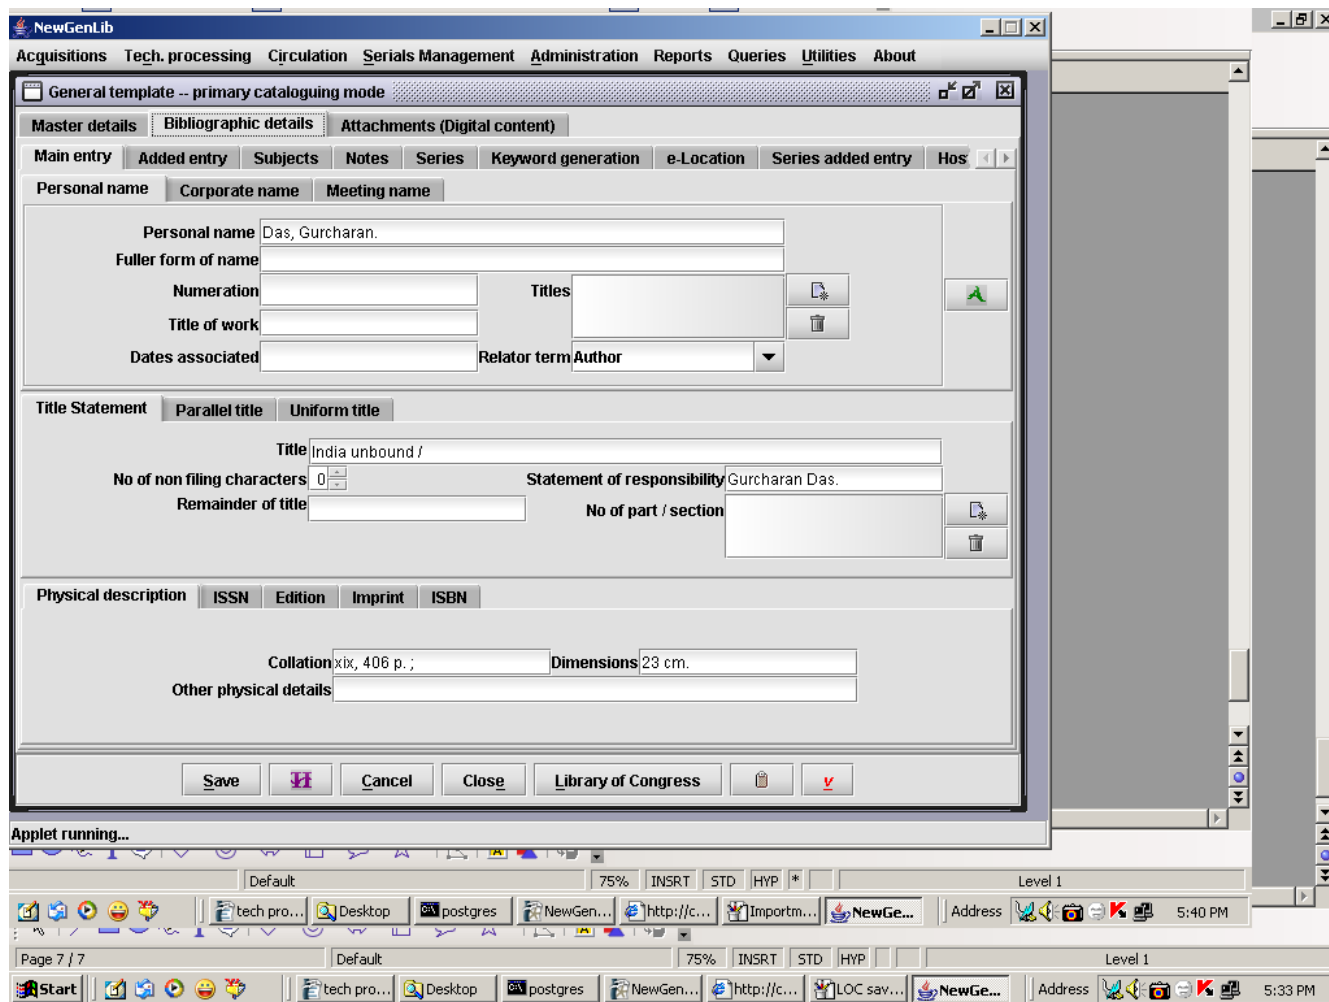 NewGenLib
Acquisitions Tech. processing Circulation Serials Management Administration Reports Queries Utilities About
General template -- primary cataloguing mode
Master details Bibliographic details Attachments (Digital content)
Main entry Added entry Subjects Notes Series Keyword generation e-Location Series added entry Hos
Personal name Corporate name Meeting name
Personal name Das, Gurcharan.
Fuller form of name
Numeration Titles
Title of work
Dates associated Relator term Author
Title Statement Parallel title Uniform title
Title India unbound /
No of non filing characters 0 Statement of responsibility Gurcharan Das.
Remainder of title No of part / section
Physical description ISSN Edition Imprint ISBN
Collation xix, 406 p. ; Dimensions 23 cm.
Other physical details
Save H Cancel Close Library of Congress v
Applet running...
Default 75% INSRT STD HYP * Level 1
tech pro... Desktop postgres NewGen... http://c... Importm... NewGe... Address 5:40 PM
Page 7 / 7 Default 75% INSRT STD HYP Level 1
Start tech pro... Desktop postgres NewGen... http://c... LOC sav... NewGe... Address 5:33 PM